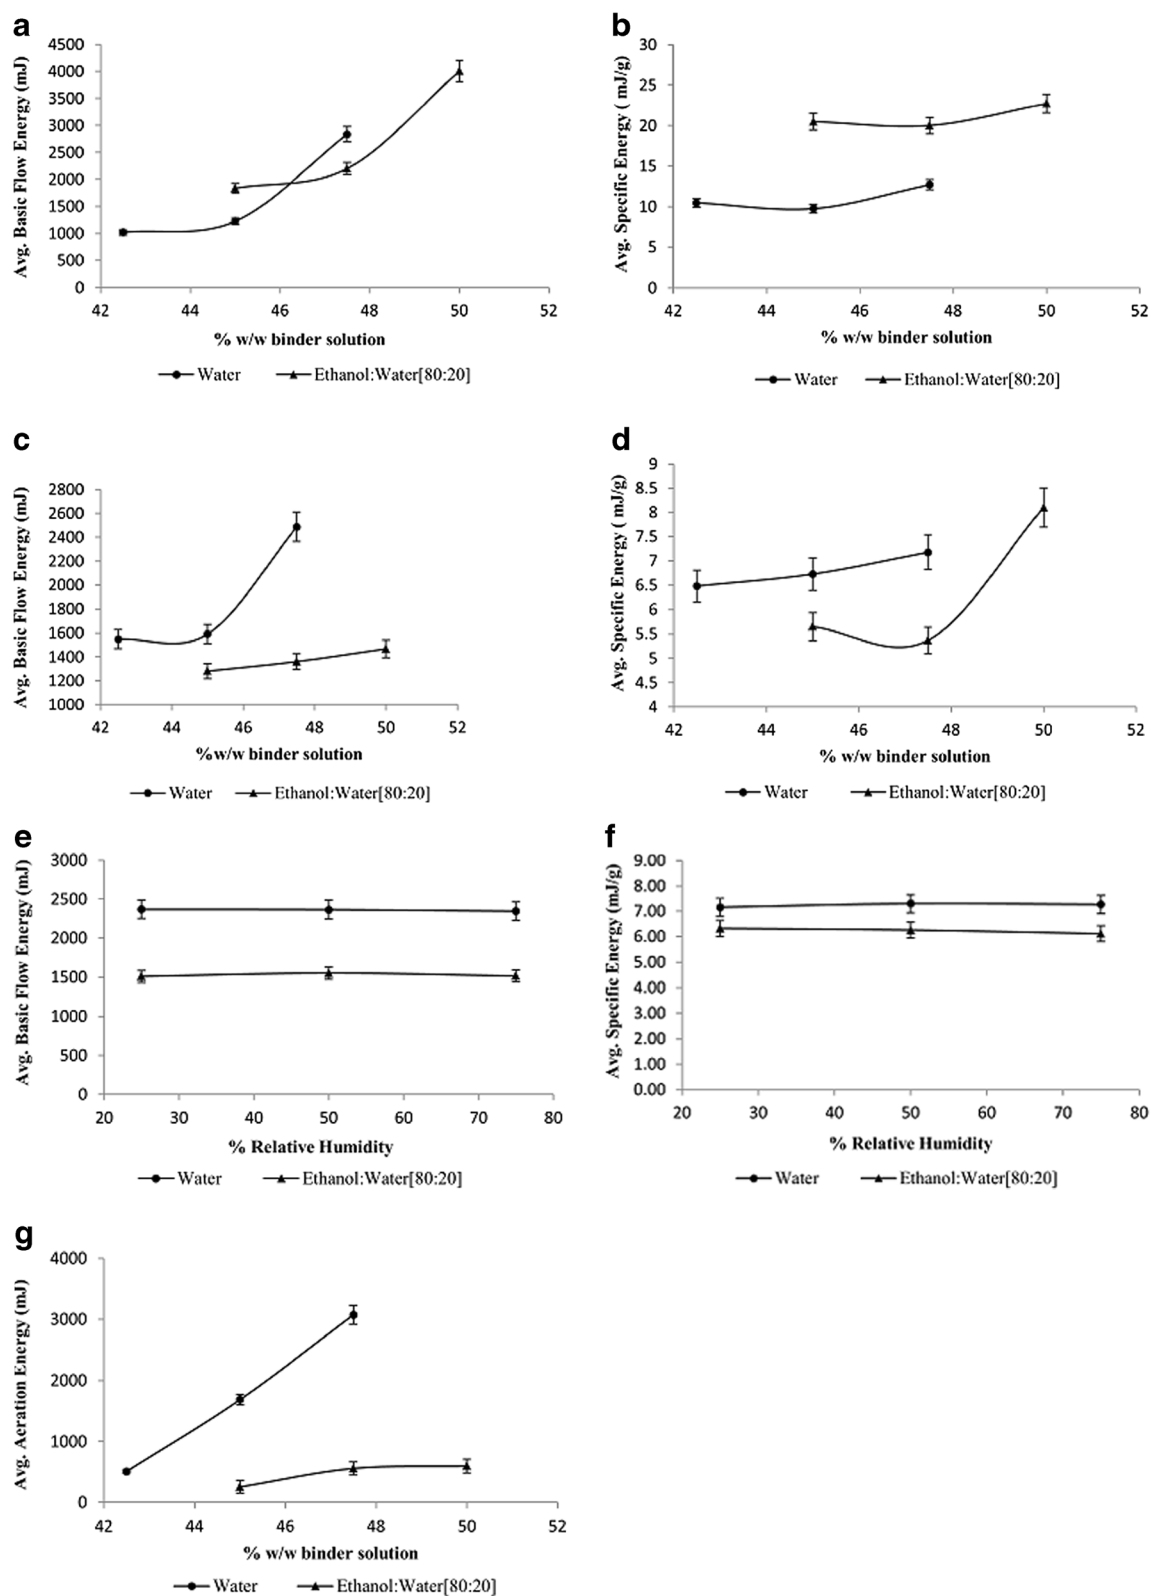 a
Avg. Basic Flow Energy (mJ)
4500
4000
3500
3000
2500
2000
1500
1000
500
0
42 44 46 48 50 52
% w/w binder solution
Water Ethanol:Water[80:20]
b
Avg. Specific Energy ( mJ/g)
30
25
20
15
10
5
0
42 44 46 48 50 52
% w/w binder solution
Water Ethanol:Water[80:20]
c
Avg. Basic Flow Energy (mJ)
2800
2600
2400
2200
2000
1800
1600
1400
1200
1000
42 44 46 48 50 52
%w/w binder solution
Water Ethanol:Water[80:20]
d
Avg. Specific Energy ( mJ/g)
9
8.5
8
7.5
7
6.5
6
5.5
5
4.5
4
42 44 46 48 50 52
% w/w binder solution
Water Ethanol:Water[80:20]
e
Avg. Basic Flow Energy (mJ)
3000
2500
2000
1500
1000
500
0
20 30 40 50 60 70 80
% Relative Humidity
Water Ethanol:Water[80:20]
f
Avg. Specific Energy (mJ/g)
9.00
8.00
7.00
6.00
5.00
4.00
3.00
2.00
1.00
0.00
20 30 40 50 60 70 80
% Relative Humidity
Water Ethanol:Water[80:20]
g
Avg. Aeration Energy (mJ)
4000
3000
2000
1000
0
42 44 46 48 50 52
% w/w binder solution
Water Ethanol:Water[80:20]